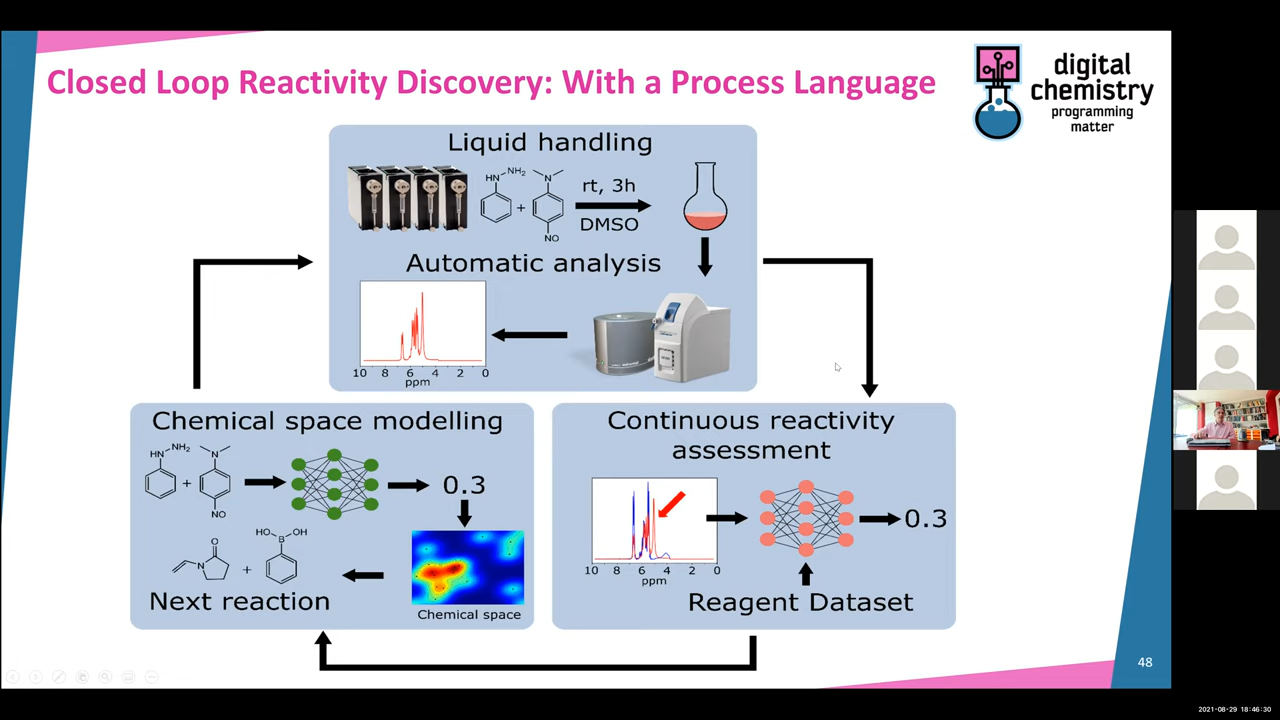 Closed Loop Reactivity Discovery: With a Process Language
digital
chemistry
programming
matter
Liquid handling
HN
NH2
N
+
NO
rt, 3h
DMSO
Automatic analysis
10 8 6 4 2 0
ppm
Chemical space modelling
HN
NH2
N
+
NO
0.3
HO
B
OH
O
N
+
Next reaction
Chemical space
Continuous reactivity
assessment
10 8 6 4 2 0
ppm
0.3
Reagent Dataset
48
2021-08-29 18:46:30